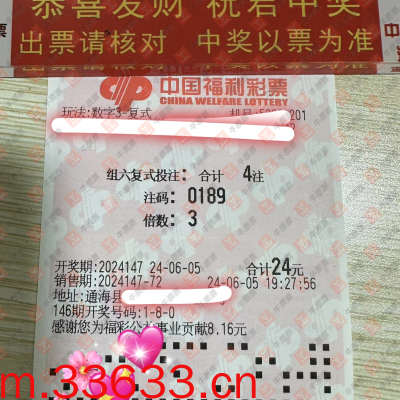 恭喜发财 祝君中奖
出票请核对 中奖以票为准
中国福利彩票
CHINA WELFARE LOTTERY
玩法:数字3-复式
201
组六复式投注: 合计 4注
注码: 0189
倍数: 3
开奖期:2024147 24-06-05 合计24元
销售期:2024147-72 24-06-05 19:27:56
地址:通海县
146期开奖号码:1-8-0
感谢您为福彩公益事业贡献8.16元
m.33633.cn